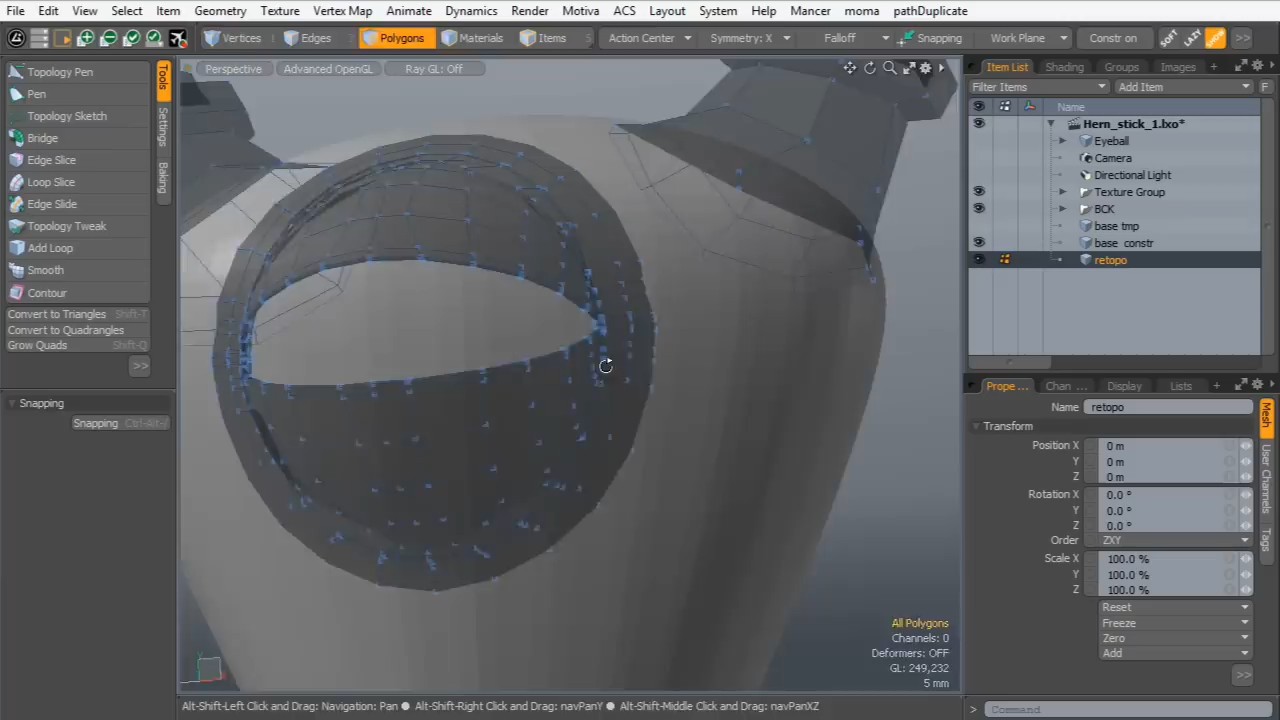 File Edit View Select Item Geometry Texture Vertex Map Animate Dynamics Render Motiva ACS Layout System Help Mancer moma pathDuplicate
Vertices Edges Polygons Materials Items Action Center Symmetry: X Falloff Snapping Work Plane Constr on SOFT LAZY SHOW >>
Perspective Advanced OpenGL Ray GL: Off
Topology Pen
Pen
Topology Sketch
Bridge
Edge Slice
Loop Slice
Edge Slide
Topology Tweak
Add Loop
Smooth
Contour
Convert to Triangles Shift-T
Convert to Quadrangles
Grow Quads Shift-Q
>>
Tools
Settings
Baking
Snapping
Snapping Ctrl-Alt-/
All Polygons
Channels: 0
Deformers: OFF
GL: 249,232
5 mm
Item List Shading Groups Images +
Filter Items Add Item F
Name
Hern_stick_1.lxo*
Eyeball
Camera
Directional Light
Texture Group
BCK
base tmp
base constr
retopo
Prope ... Chan ... Display Lists +
Name retopo
Transform
Position X 0 m
Y 0 m
Z 0 m
Rotation X 0.0 °
Y 0.0 °
Z 0.0 °
Order ZXY
Scale X 100.0 %
Y 100.0 %
Z 100.0 %
Reset
Freeze
Zero
Add
>>
Mesh
User Channels
Tags
Alt-Shift-Left Click and Drag: Navigation: Pan ● Alt-Shift-Right Click and Drag: navPanY ● Alt-Shift-Middle Click and Drag: navPanXZ
> Command